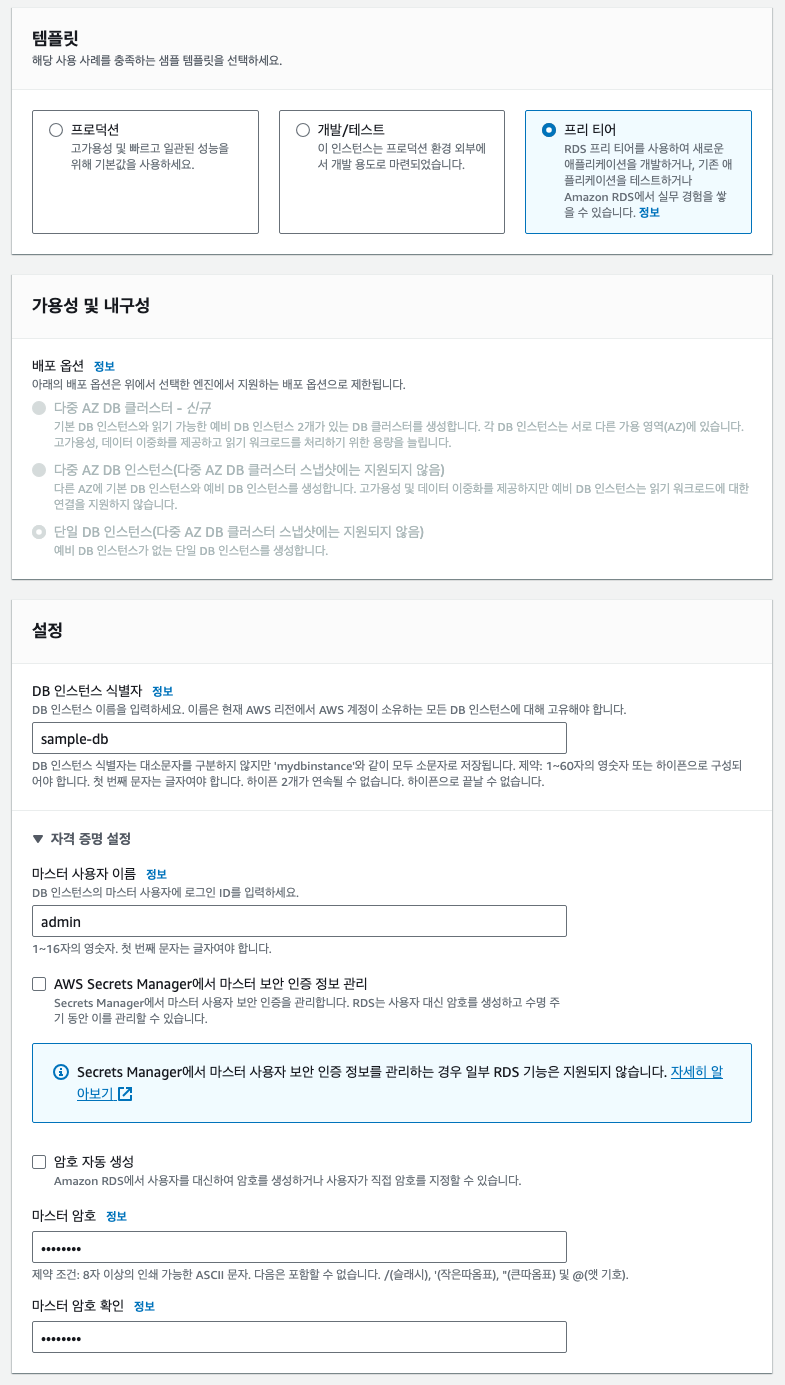 템플릿
해당 사용 사례를 충족하는 샘플 템플릿을 선택하세요.
프로덕션
고가용성 및 빠르고 일관된 성능을
위해 기본값을 사용하세요.
개발/테스트
이 인스턴스는 프로덕션 환경 외부에
서 개발 용도로 마련되었습니다.
프리 티어
RDS 프리 티어를 사용하여 새로운
애플리케이션을 개발하거나, 기존 애
플리케이션을 테스트하거나
Amazon RDS에서 실무 경험을 쌓
을 수 있습니다. 정보
가용성 및 내구성
배포 옵션 정보
아래의 배포 옵션은 위에서 선택한 엔진에서 지원하는 배포 옵션으로 제한됩니다.
다중 AZ DB 클러스터 - 신규
기본 DB 인스턴스와 읽기 가능한 예비 DB 인스턴스 2개가 있는 DB 클러스터를 생성합니다. 각 DB 인스턴스는 서로 다른 가용 영역(AZ)에 있습니다.
고가용성, 데이터 이중화를 제공하고 읽기 워크로드를 처리하기 위한 용량을 늘립니다.
다중 AZ DB 인스턴스(다중 AZ DB 클러스터 스냅샷에는 지원되지 않음)
다른 AZ에 기본 DB 인스턴스와 예비 DB 인스턴스를 생성합니다. 고가용성 및 데이터 이중화를 제공하지만 예비 DB 인스턴스는 읽기 워크로드에 대한
연결을 지원하지 않습니다.
단일 DB 인스턴스(다중 AZ DB 클러스터 스냅샷에는 지원되지 않음)
예비 DB 인스턴스가 없는 단일 DB 인스턴스를 생성합니다.
설정
DB 인스턴스 식별자 정보
DB 인스턴스 이름을 입력하세요. 이름은 현재 AWS 리전에서 AWS 계정이 소유하는 모든 DB 인스턴스에 대해 고유해야 합니다.
sample-db
DB 인스턴스 식별자는 대소문자를 구분하지 않지만 'mydbinstance'와 같이 모두 소문자로 저장됩니다. 제약: 1~60자의 영숫자 또는 하이픈으로 구성되
어야 합니다. 첫 번째 문자는 글자여야 합니다. 하이픈 2개가 연속될 수 없습니다. 하이픈으로 끝날 수 없습니다.
▼ 자격 증명 설정
마스터 사용자 이름 정보
DB 인스턴스의 마스터 사용자에 로그인 ID를 입력하세요.
admin
1~16자의 영숫자. 첫 번째 문자는 글자여야 합니다.
AWS Secrets Manager에서 마스터 보안 인증 정보 관리
Secrets Manager에서 마스터 사용자 보안 인증을 관리합니다. RDS는 사용자 대신 암호를 생성하고 수명 주
기 동안 이를 관리할 수 있습니다.
Secrets Manager에서 마스터 사용자 보안 인증 정보를 관리하는 경우 일부 RDS 기능은 지원되지 않습니다. 자세히 알
아보기
암호 자동 생성
Amazon RDS에서 사용자를 대신하여 암호를 생성하거나 사용자가 직접 암호를 지정할 수 있습니다.
마스터 암호 정보
••••••••
제약 조건: 8자 이상의 인쇄 가능한 ASCII 문자. 다음은 포함할 수 없습니다. /(슬래시), '(작은따옴표), "(큰따옴표) 및 @(앳 기호).
마스터 암호 확인 정보
••••••••